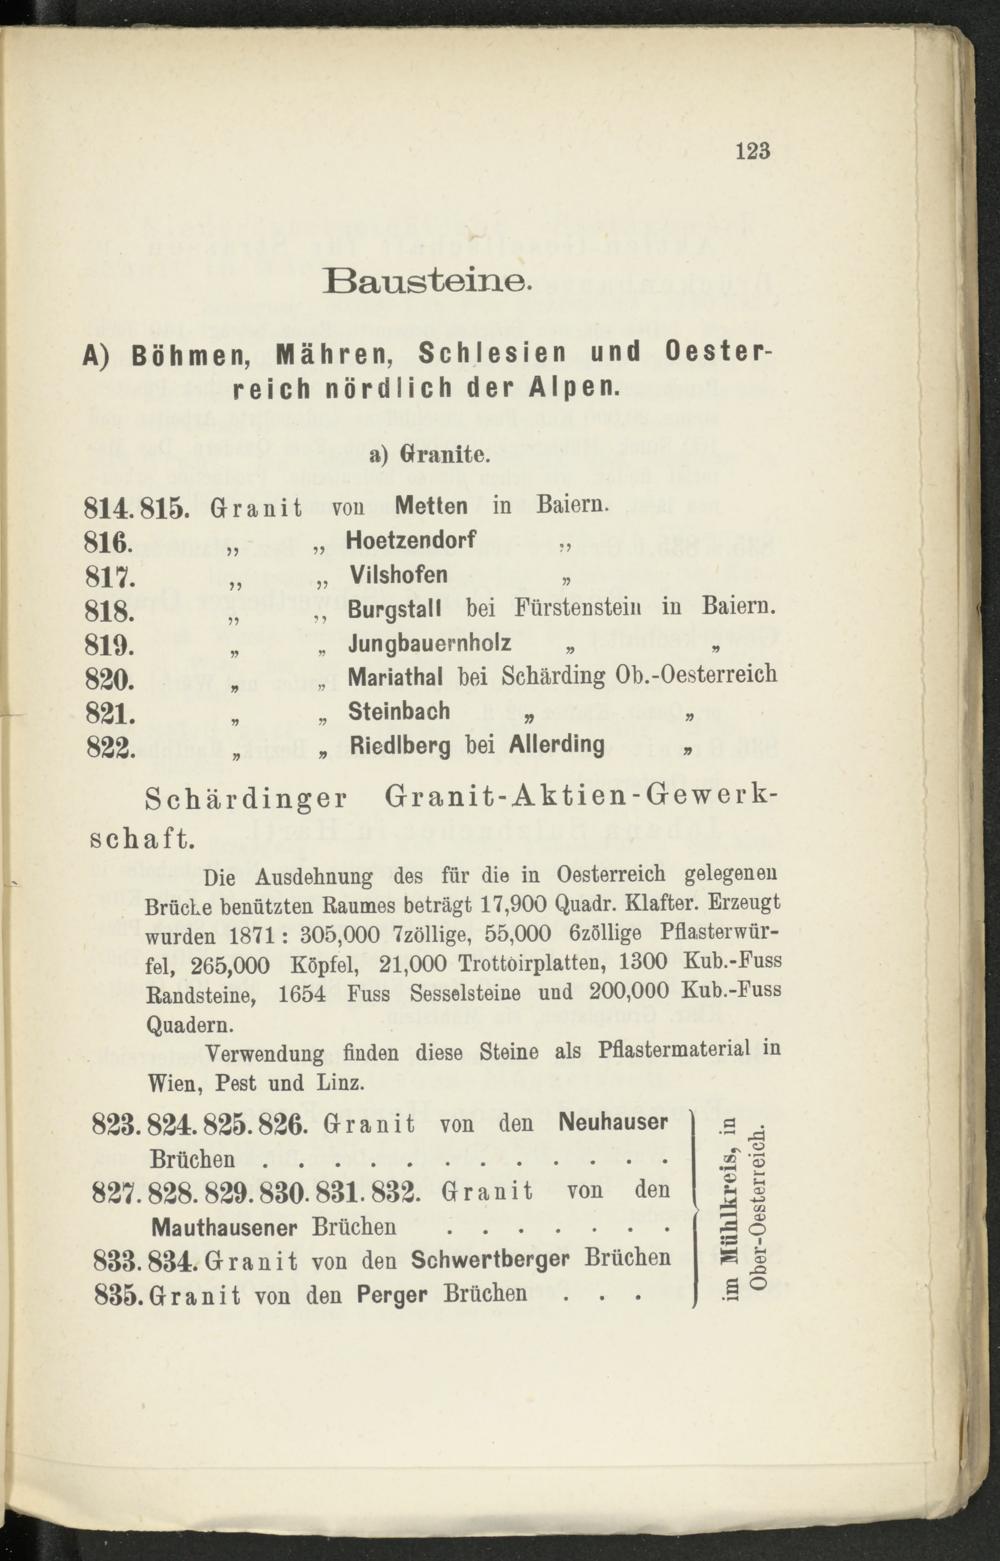 123
Bausteine.
A) Böhmen, Mähren, Schlesien und Oester-
reich nördlich der Alpen.
a) Granite.
814. 815. Granit von Metten in Baiern.
816. „ „ Hoetzendorf „
817. „ „ Vilshofen „
818. „ „ Burgstall bei Fürstenstein in Baiern.
819. „ „ Jungbauernholz „ „
820. „ „ Mariathal bei Schärding Ob.-Oesterreich
821. „ „ Steinbach „ „
822. „ „ Riedlberg bei Allerding „
Schärdinger Granit-Aktien-Gewerk-
schaft.
Die Ausdehnung des für die in Oesterreich gelegenen
Brücke benützten Raumes beträgt 17,900 Quadr. Klafter. Erzeugt
wurden 1871: 305,000 7zöllige, 55,000 6zöllige Pflasterwür-
fel, 265,000 Köpfel, 21,000 Trottoirplatten, 1300 Kub.-Fuss
Randsteine, 1654 Fuss Sesselsteine und 200,000 Kub.-Fuss
Quadern.
Verwendung finden diese Steine als Pflastermaterial in
Wien, Pest und Linz.
823. 824. 825. 826. Granit von den Neuhauser
Brüchen . . . . . . . . . . . .
827. 828. 829. 830. 831. 832. Granit von den
Mauthausener Brüchen . . . . . . .
833. 834. Granit von den Schwertberger Brüchen
835. Granit von den Perger Brüchen . . .
im Mühlkreis, in
Ober-Oesterreich.